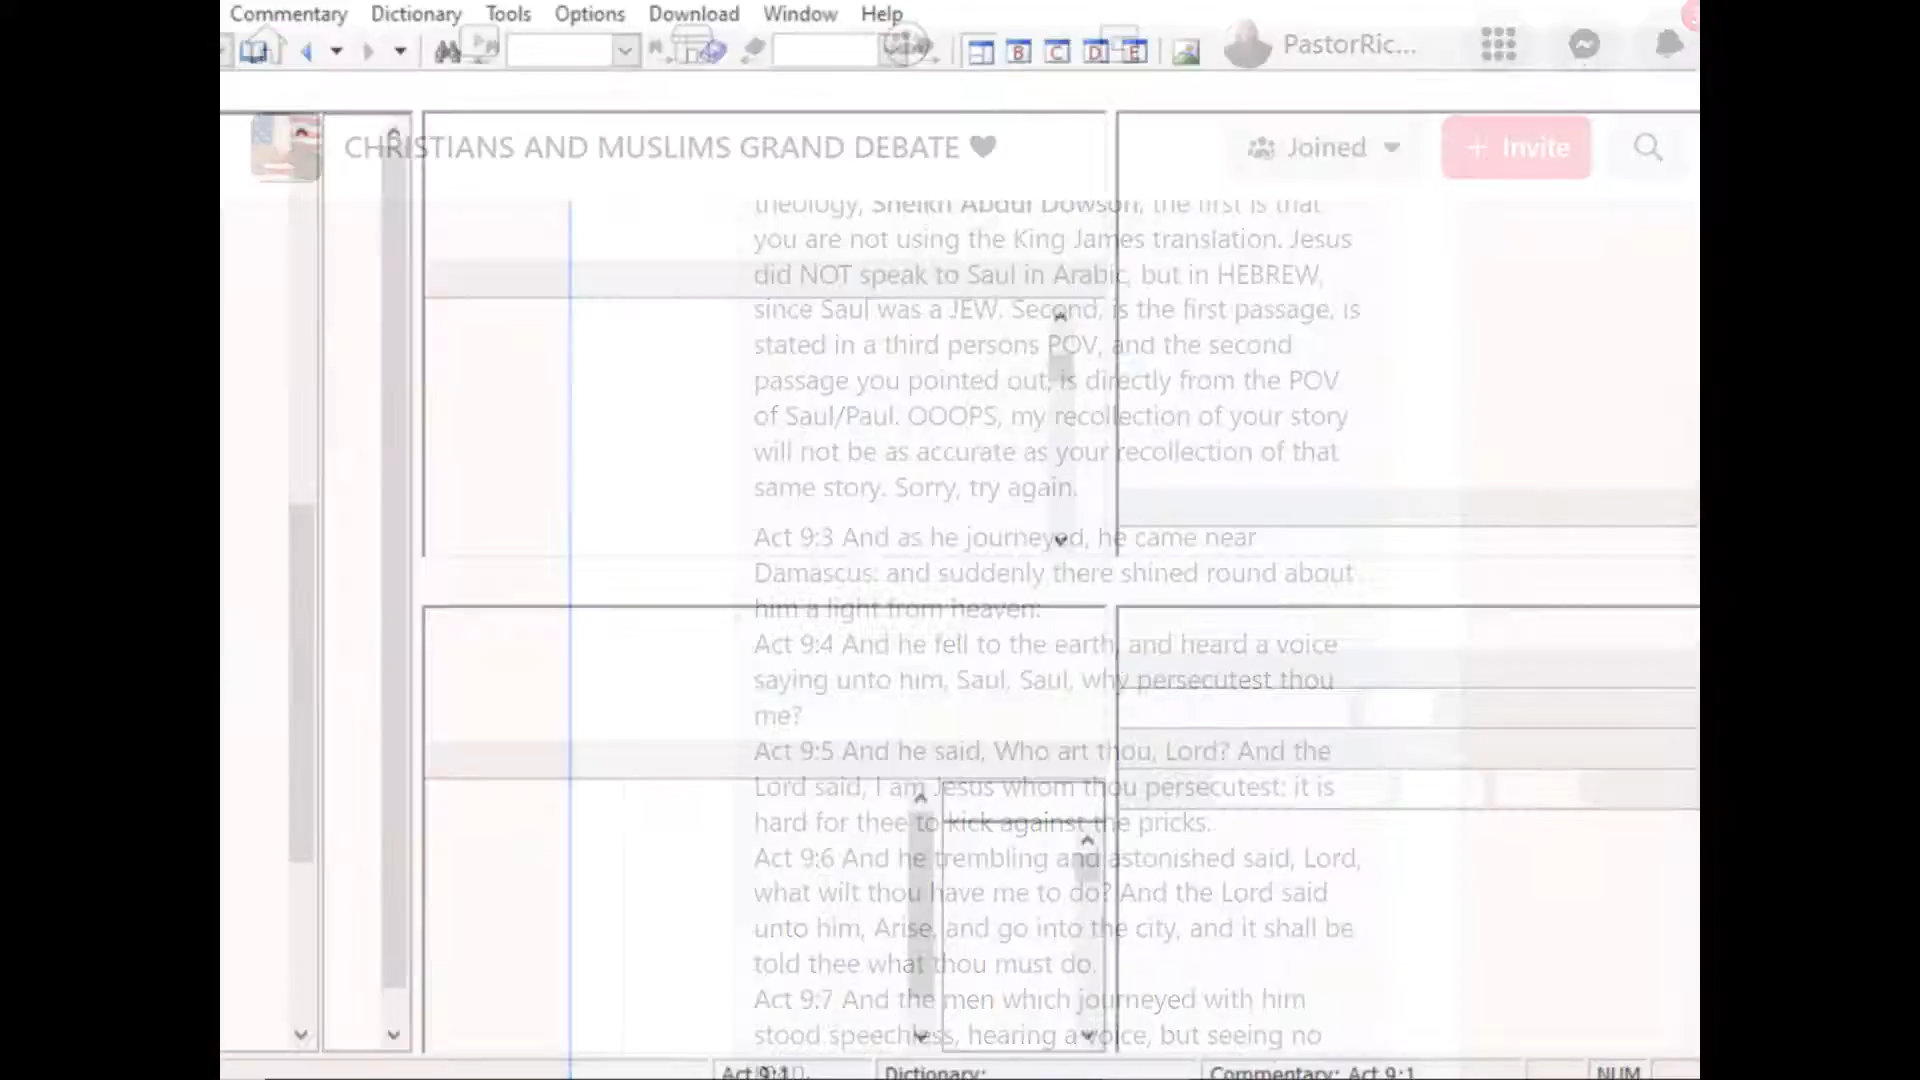 Commentary Dictionary Tools Options Download Window Help
B C D E
PastorRic...
CHRISTIANS AND MUSLIMS GRAND DEBATE
Joined
+ Invite
theology, Sheikh Abdul Dowson, the first is that
you are not using the King James translation. Jesus
did NOT speak to Saul in Arabic, but in HEBREW,
since Saul was a JEW. Second, is the first passage, is
stated in a third persons POV, and the second
passage you pointed out, is directly from the POV
of Saul/Paul. OOOPS, my recollection of your story
will not be as accurate as your recollection of that
same story. Sorry, try again.
Act 9:3 And as he journeyed, he came near
Damascus: and suddenly there shined round about
him a light from heaven:
Act 9:4 And he fell to the earth, and heard a voice
saying unto him, Saul, Saul, why persecutest thou
me?
Act 9:5 And he said, Who art thou, Lord? And the
Lord said, I am Jesus whom thou persecutest: it is
hard for thee to kick against the pricks.
Act 9:6 And he trembling and astonished said, Lord,
what wilt thou have me to do? And the Lord said
unto him, Arise, and go into the city, and it shall be
told thee what thou must do.
Act 9:7 And the men which journeyed with him
stood speechless, hearing a voice, but seeing no
Act 9:1 Dictionary: Commentary: Act 9:1 NUM